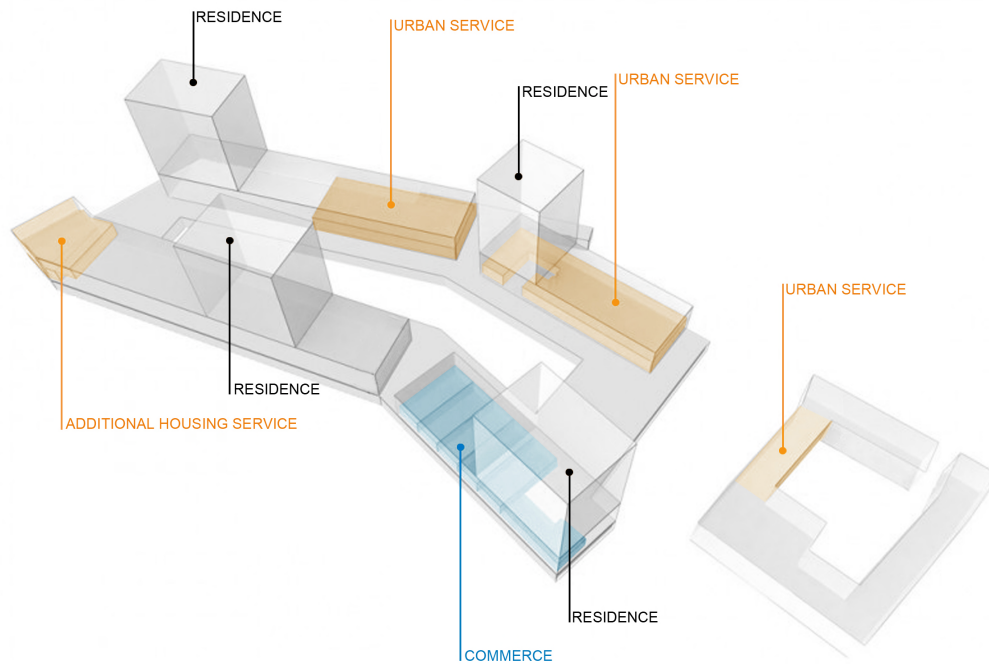 RESIDENCE
URBAN SERVICE
URBAN SERVICE
RESIDENCE
URBAN SERVICE
RESIDENCE
ADDITIONAL HOUSING SERVICE
RESIDENCE
COMMERCE